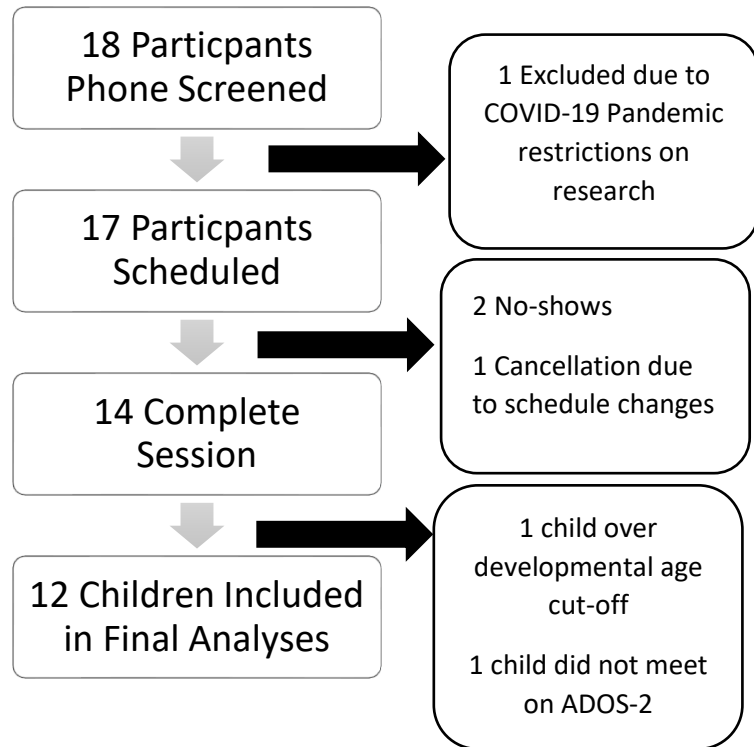 18 Particpants
Phone Screened
1 Excluded due to
COVID-19 Pandemic
restrictions on
research
17 Particpants
Scheduled
2 No-shows
1 Cancellation due
to schedule changes
14 Complete
Session
1 child over
developmental age
cut-off
1 child did not meet
on ADOS-2
12 Children Included
in Final Analyses